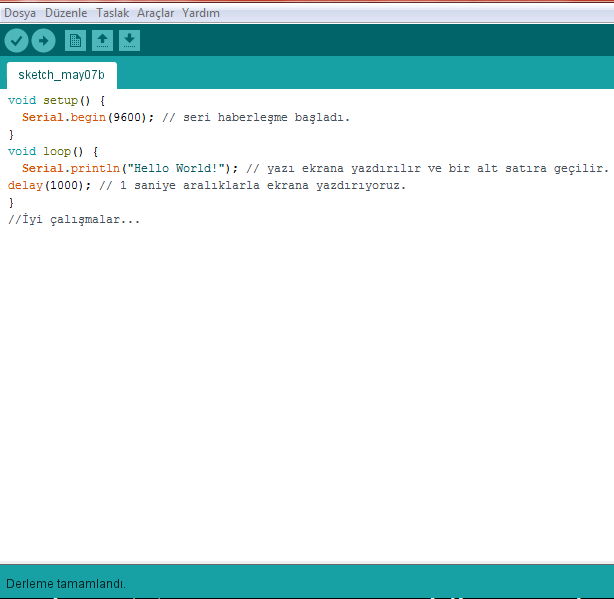 Dosya Düzenle Taslak Araçlar Yardım
sketch_may07b
void setup() {
  Serial.begin(9600); // seri haberleşme başladı.
}
void loop() {
  Serial.println("Hello World!"); // yazı ekrana yazdırılır ve bir alt satıra geçilir.
delay(1000); // 1 saniye aralıklarla ekrana yazdırıyoruz.
}
//İyi çalışmalar...
Derleme tamamlandı.